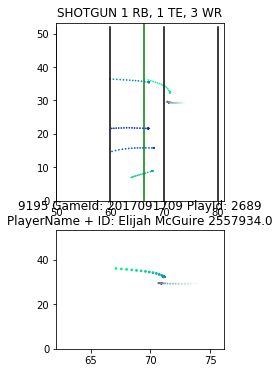 SHOTGUN 1 RB, 1 TE, 3 WR
50
40
30
20
10
0
50 60 70 80
9195 GameId: 2017091709 PlayId: 2689
PlayerName + ID: Elijah McGuire 2557934.0
40
20
0
65 70 75